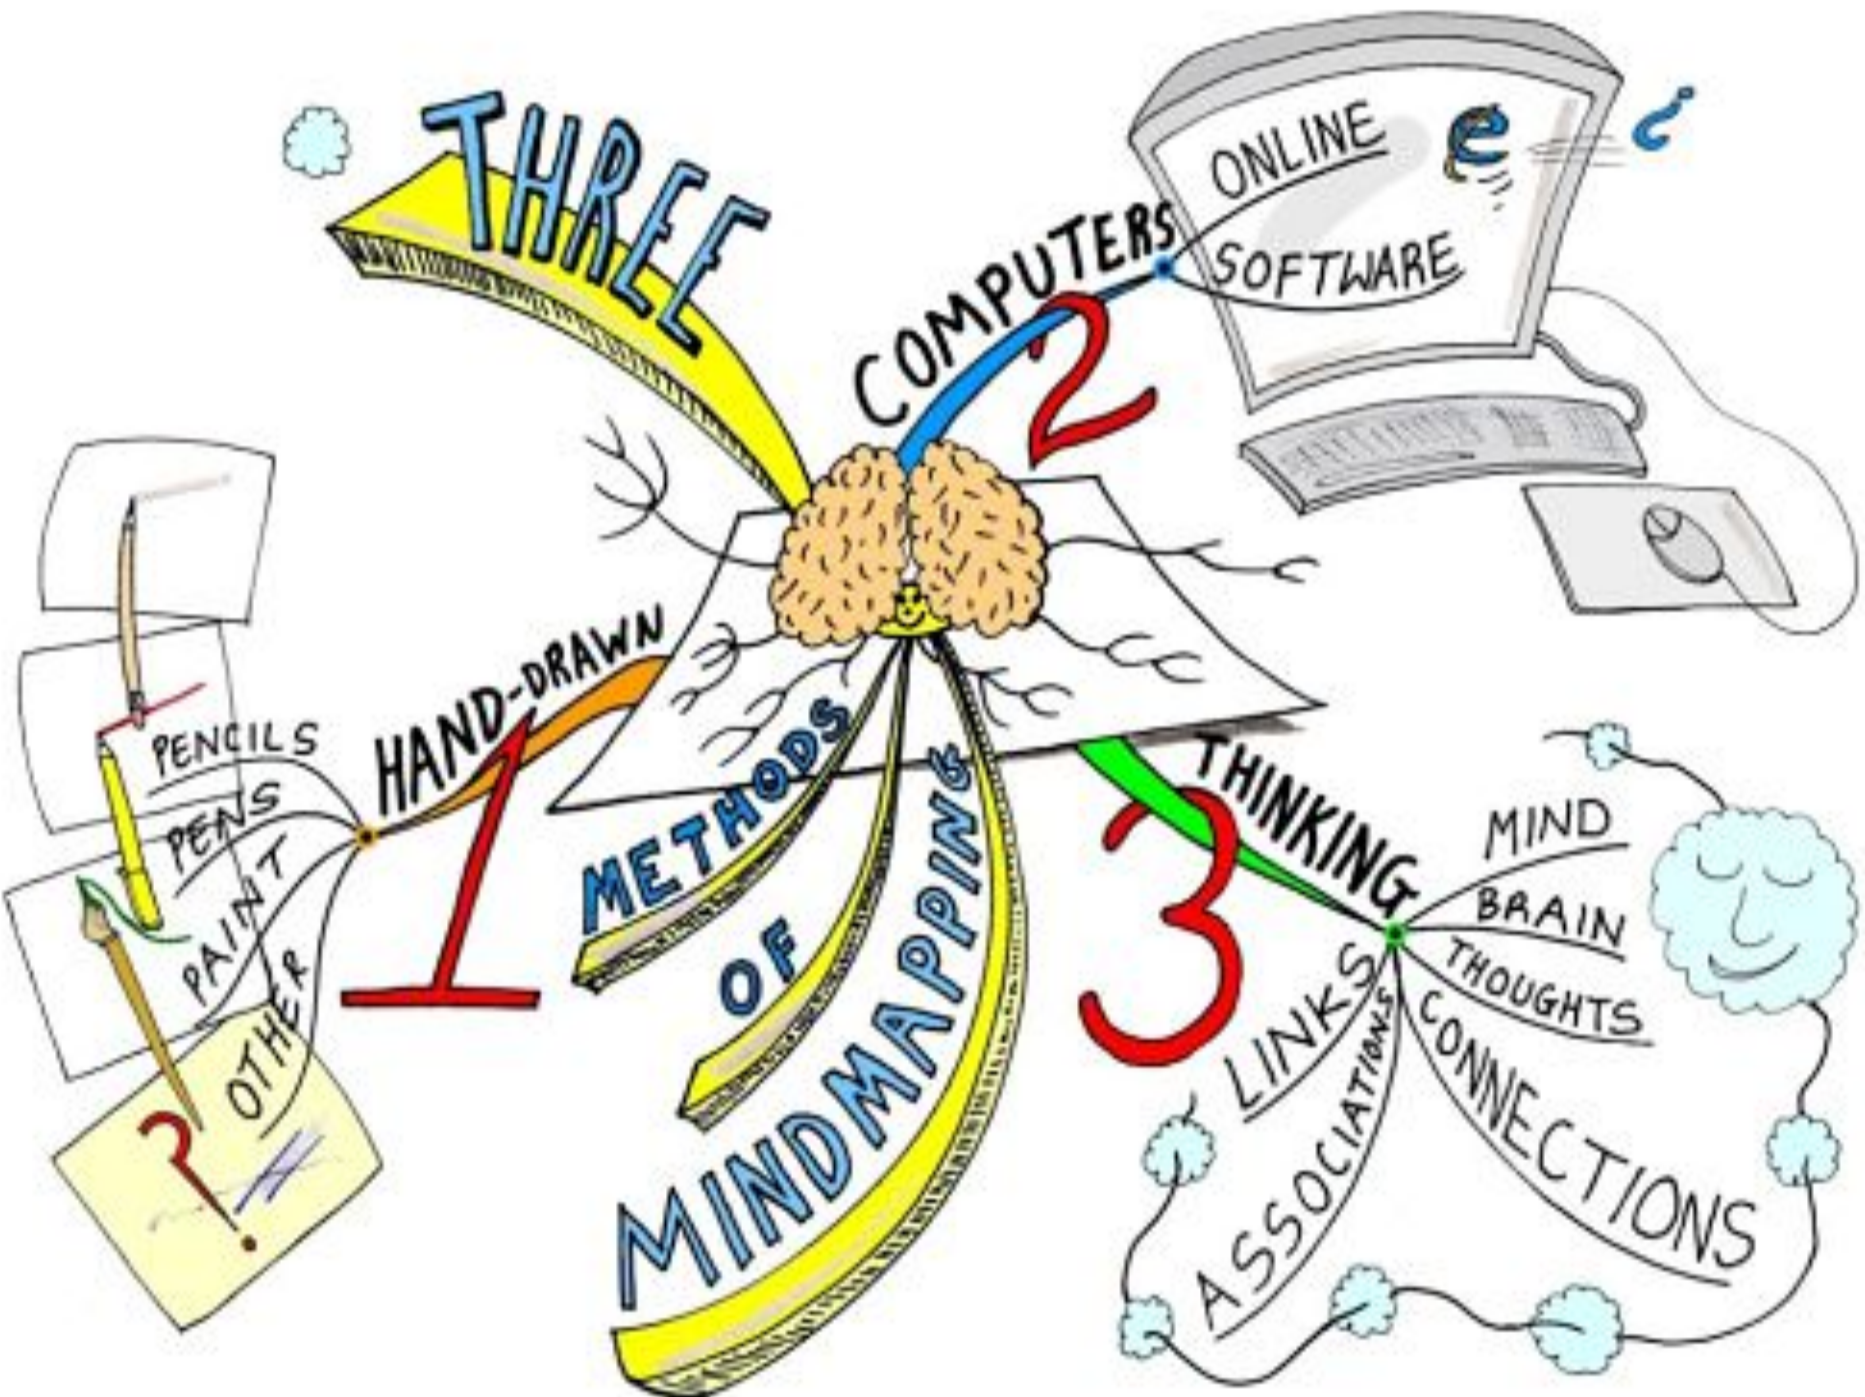 THREE
METHODS
OF
MINDMAPPING
1
HAND-DRAWN
PENCILS
PENS
PAINT
OTHER
?
2
COMPUTERS
ONLINE
e
?
SOFTWARE
3
THINKING
MIND
BRAIN
THOUGHTS
CONNECTIONS
ASSOCIATIONS
LINKS